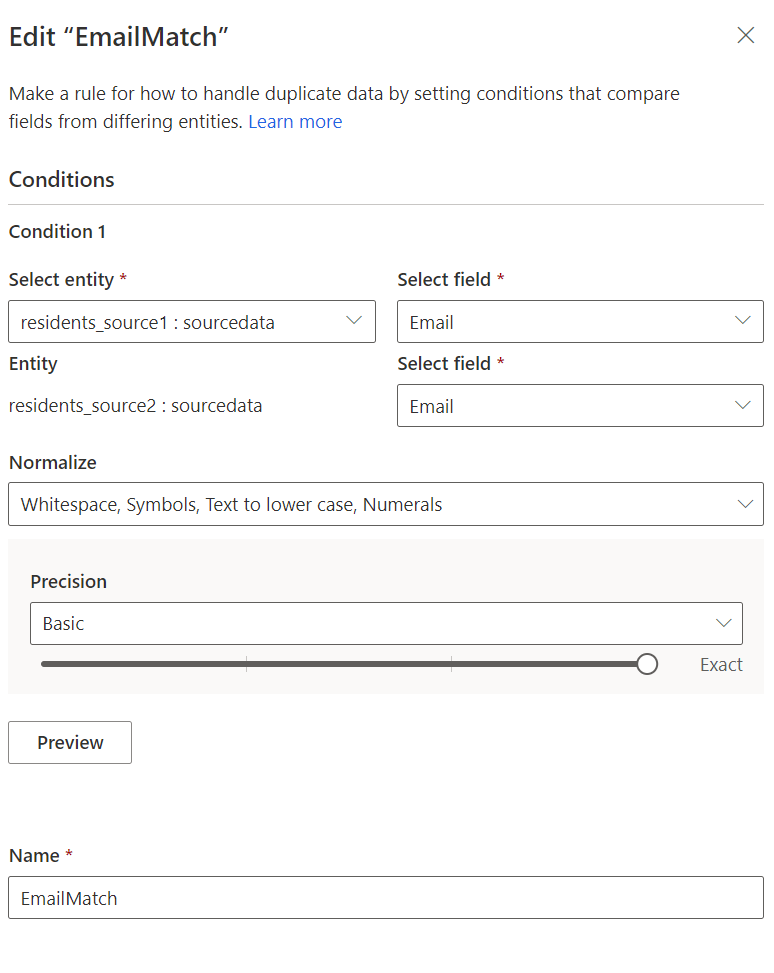 Edit “EmailMatch”
Make a rule for how to handle duplicate data by setting conditions that compare
fields from differing entities. Learn more
Conditions
Condition 1
Select entity * Select field *
residents_source1 : sourcedata Email
Entity Select field *
residents_source2 : sourcedata Email
Normalize
Whitespace, Symbols, Text to lower case, Numerals
Precision
Basic
Exact
Preview
Name *
EmailMatch